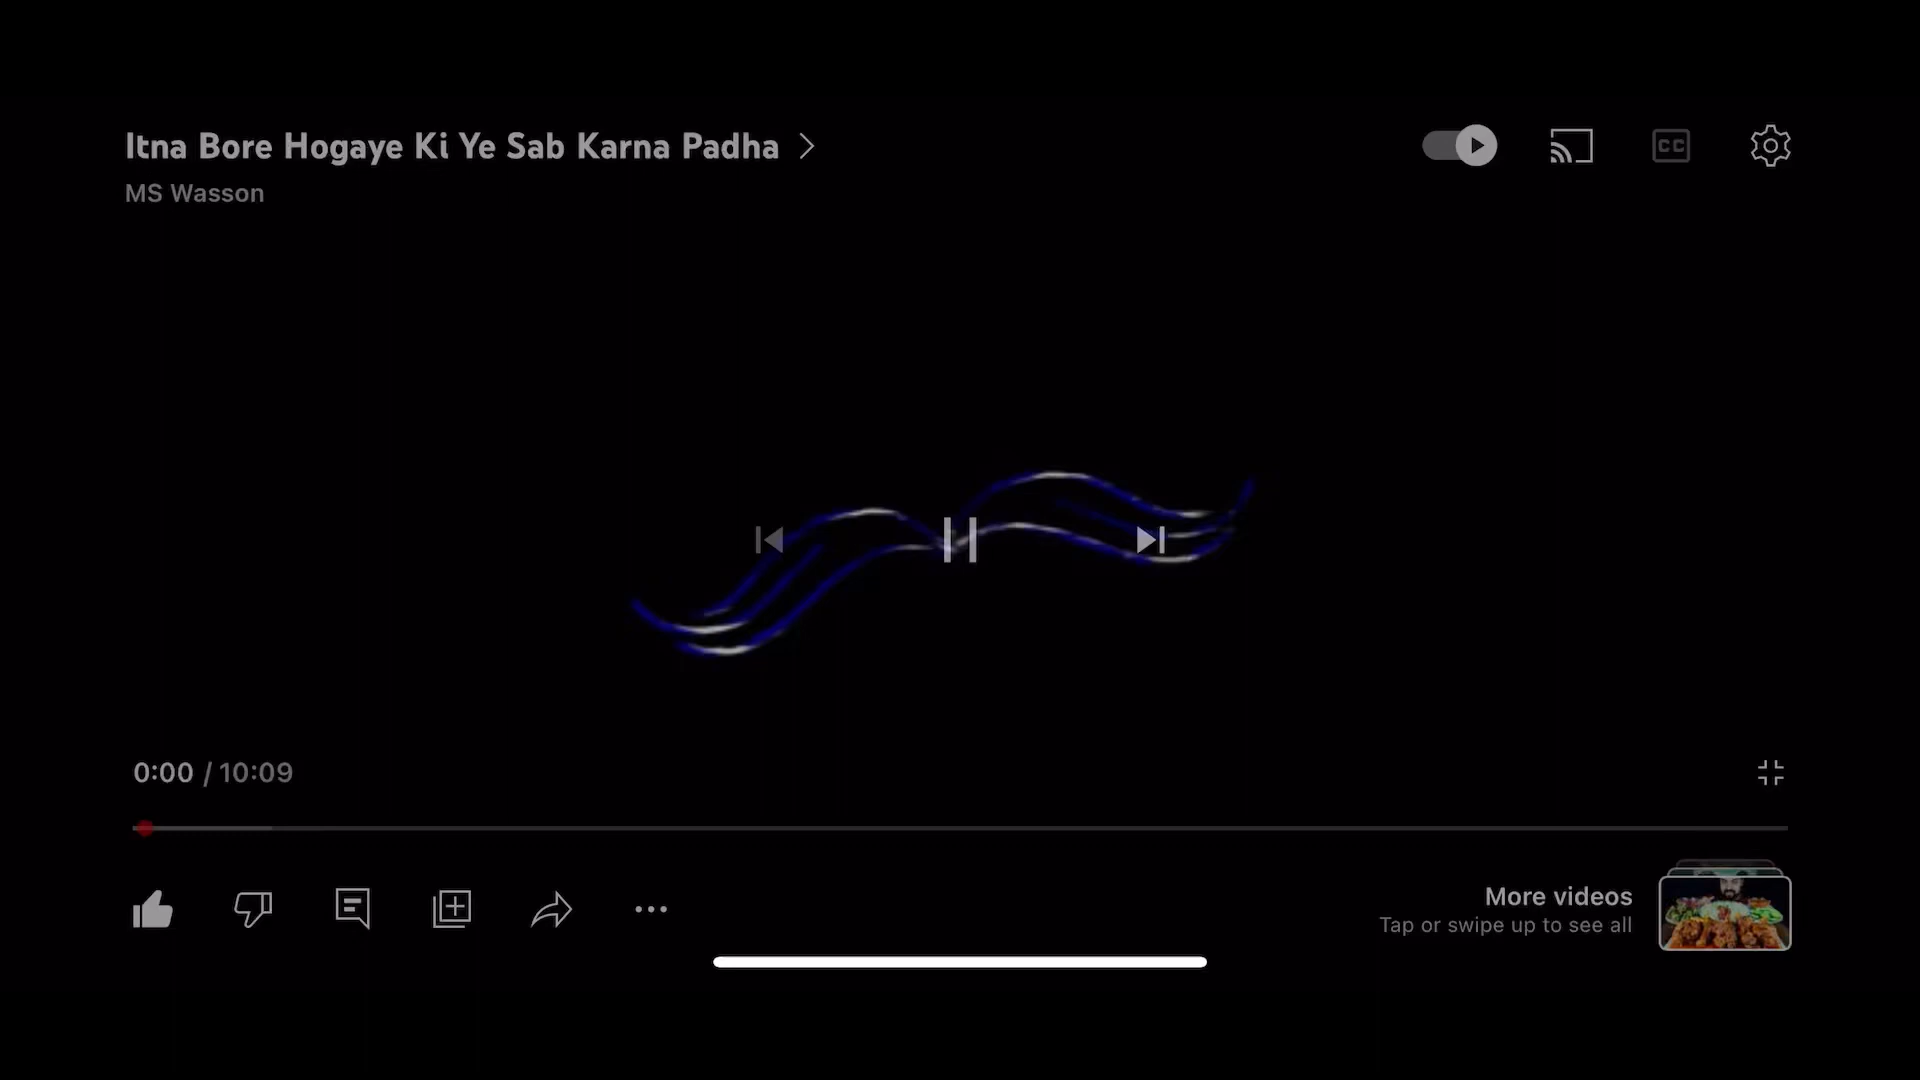 Itna Bore Hogaye Ki Ye Sab Karna Padha
MS Wasson
CC
0:00 / 10:09
More videos
Tap or swipe up to see all